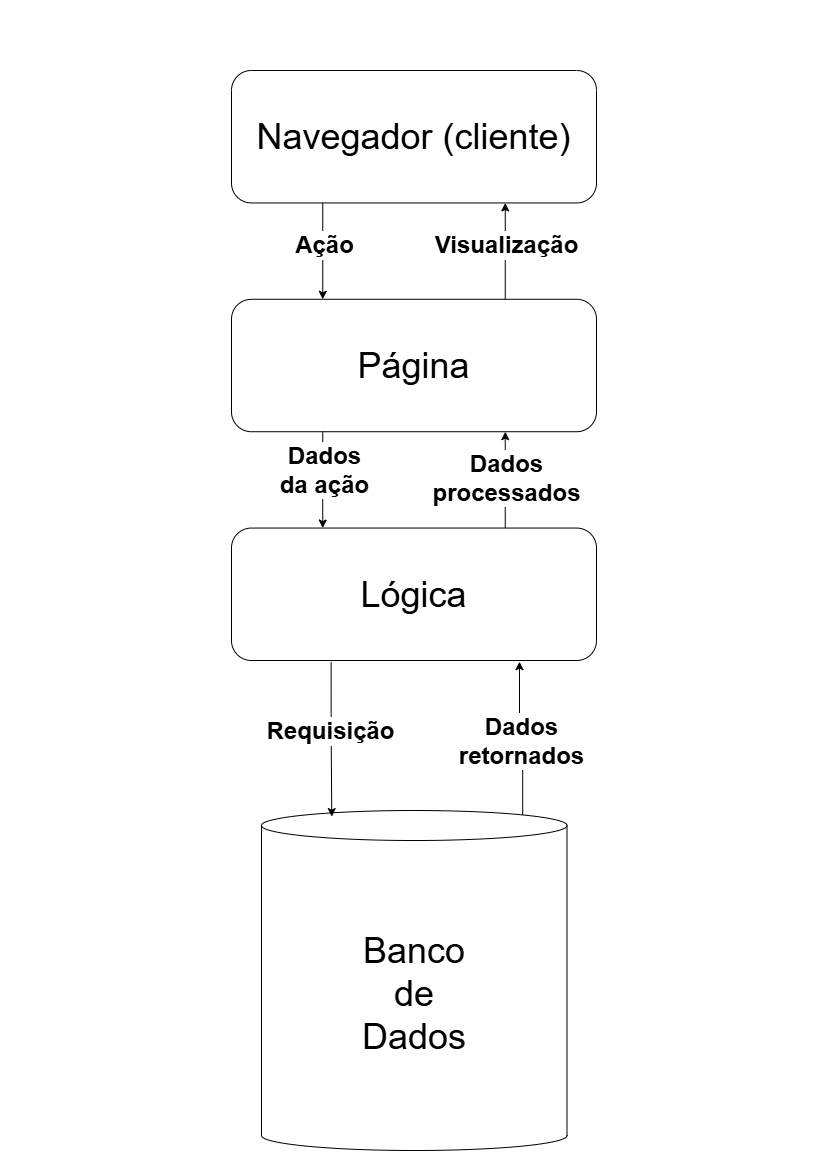 Navegador (cliente)
Ação
Visualização
Página
Dados
da ação
Dados
processados
Lógica
Requisição
Dados
retornados
Banco
de
Dados